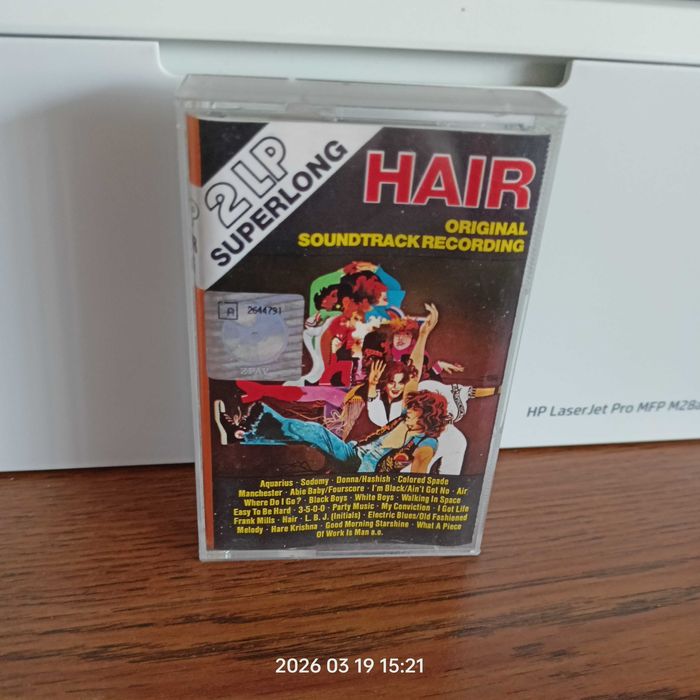 2LP
SUPERLONG
HAIR
ORIGINAL
SOUNDTRACK RECORDING
A 2644791
ZPAV
Aquarius · Sodomy · Donna/Hashish · Colored Spade
Manchester · Abie Baby/Fourscore · I'm Black/Ain't Got No · Air
Where Do I Go? · Black Boys · White Boys · Walking In Space
Easy To Be Hard · 3-5-0-0 · Party Music · My Conviction · I Got Life
Frank Mills · Hair · L. B. J. (Initials) · Electric Blues/Old Fashioned
Melody · Hare Krishna · Good Morning Starshine · What A Piece
Of Work Is Man a.o.
HP LaserJet Pro MFP M28a
2026 03 19 15:21